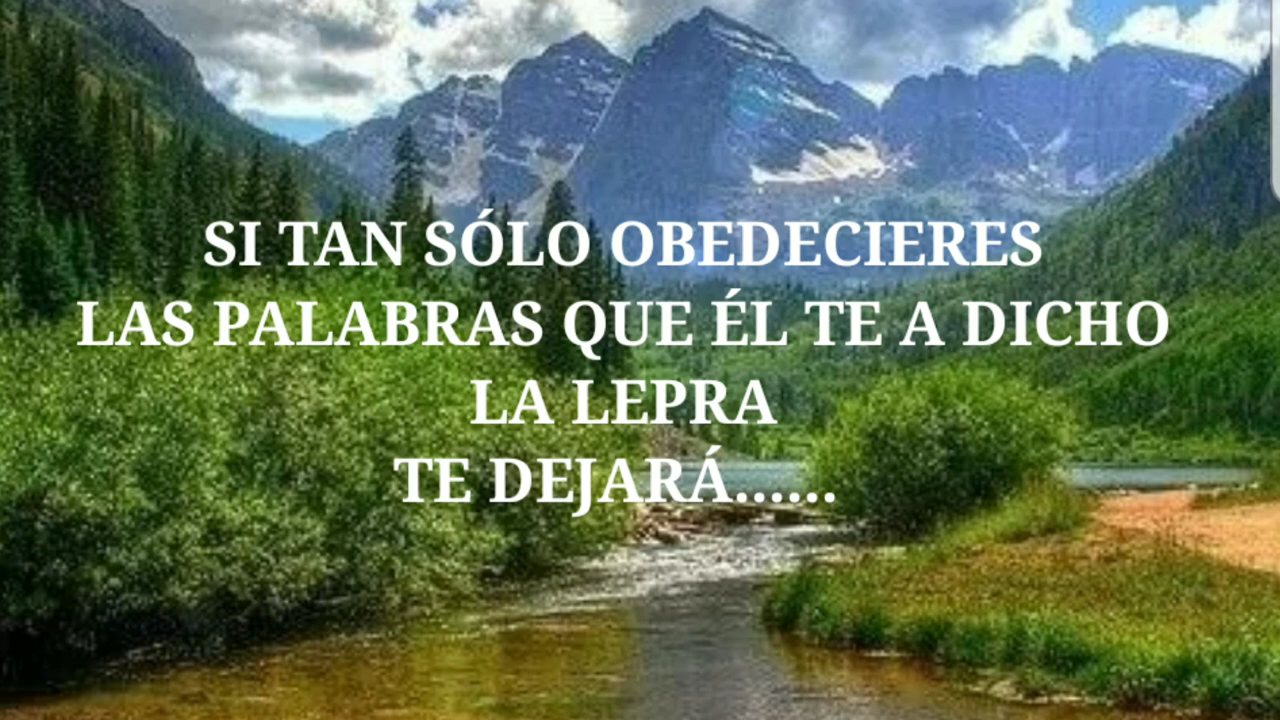 SI TAN SÓLO OBEDECIERES
LAS PALABRAS QUE ÉL TE A DICHO
LA LEPRA
TE DEJARÁ......